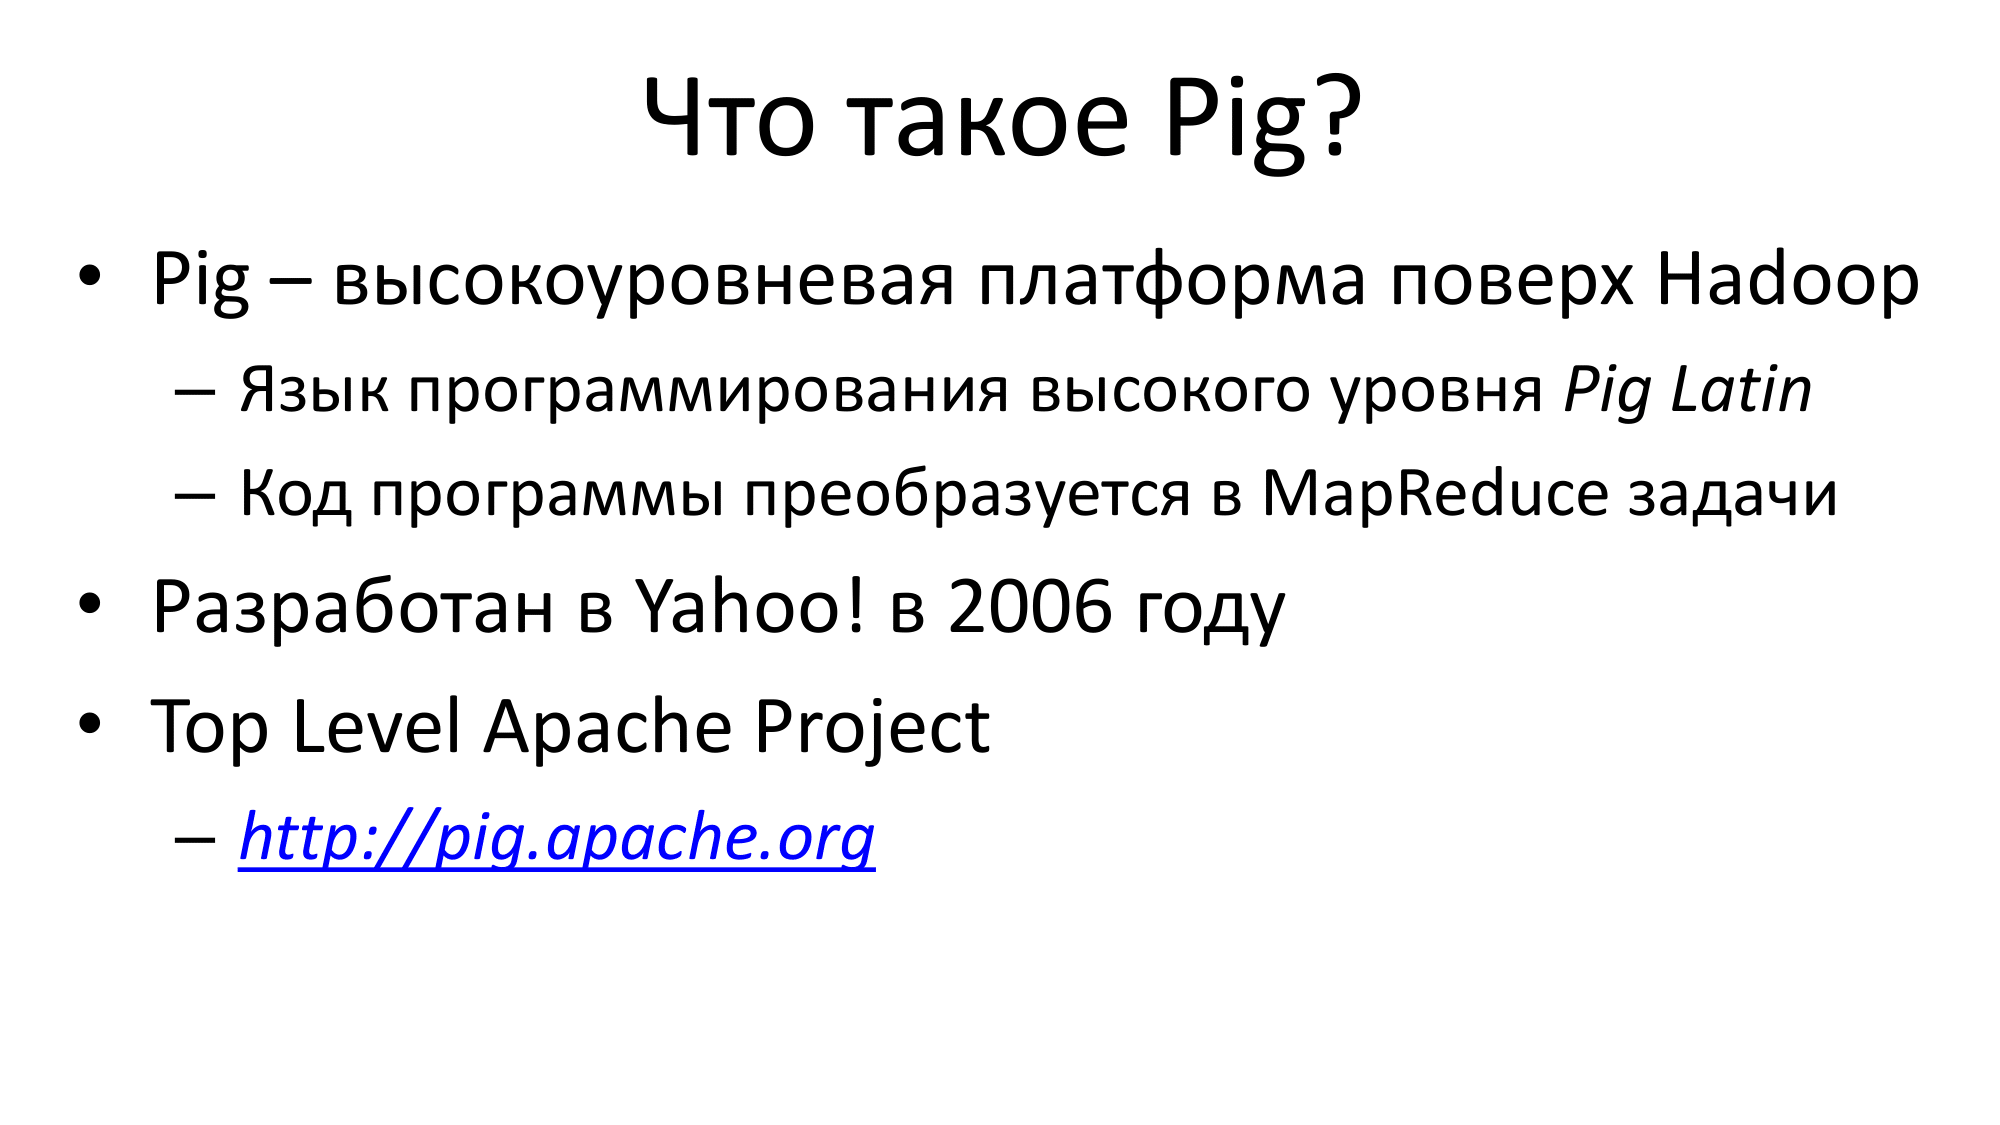 Что такое Pig?
• Pig – высокоуровневая платформа поверх Hadoop
– Язык программирования высокого уровня Pig Latin
– Код программы преобразуется в MapReduce задачи
• Разработан в Yahoo! в 2006 году
• Top Level Apache Project
– http://pig.apache.org